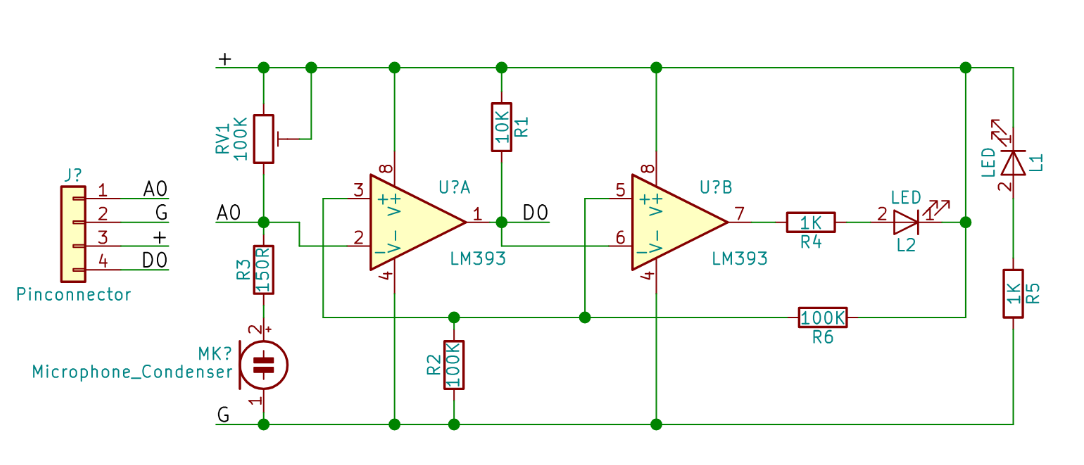 +
RV1
100K
J?
1
A0
2
G
3
+
4
D0
Pinconnector
A0
R3
150R
MK?
2
+
1
Microphone_Condenser
G
3
2
+
-
8
V+
V-
4
U?A
LM393
1
10K
R1
D0
R2
100K
5
6
+
-
8
V+
V-
4
U?B
LM393
7
1K
R4
LED
2
1
L2
100K
R6
LED
1
2
L1
1K
R5